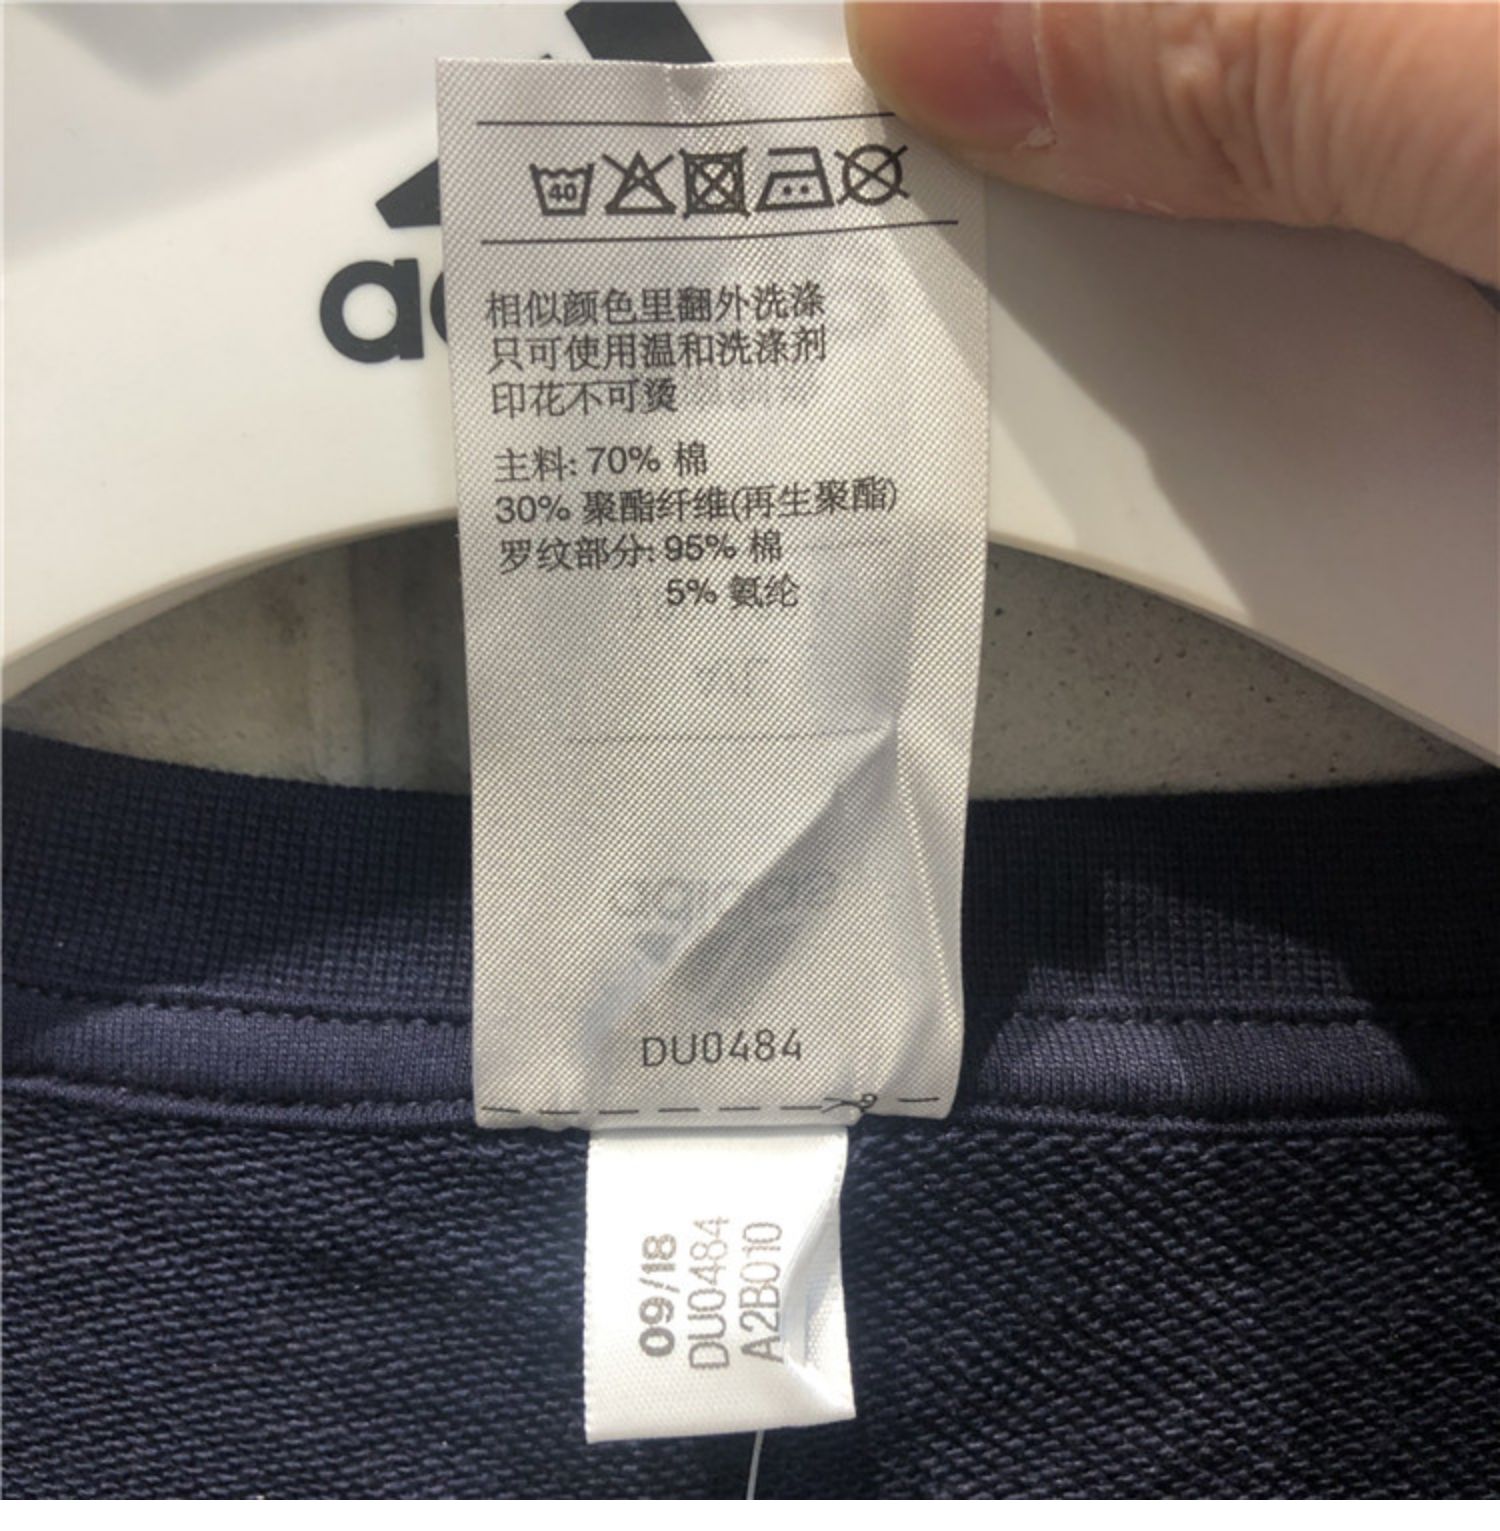 40
相似颜色里翻外洗涤
只可使用温和洗涤剂
印花不可烫
主料: 70% 棉
30% 聚酯纤维(再生聚酯)
罗纹部分: 95% 棉
5% 氨纶
DU0484
09/18
DU0484
A2B010